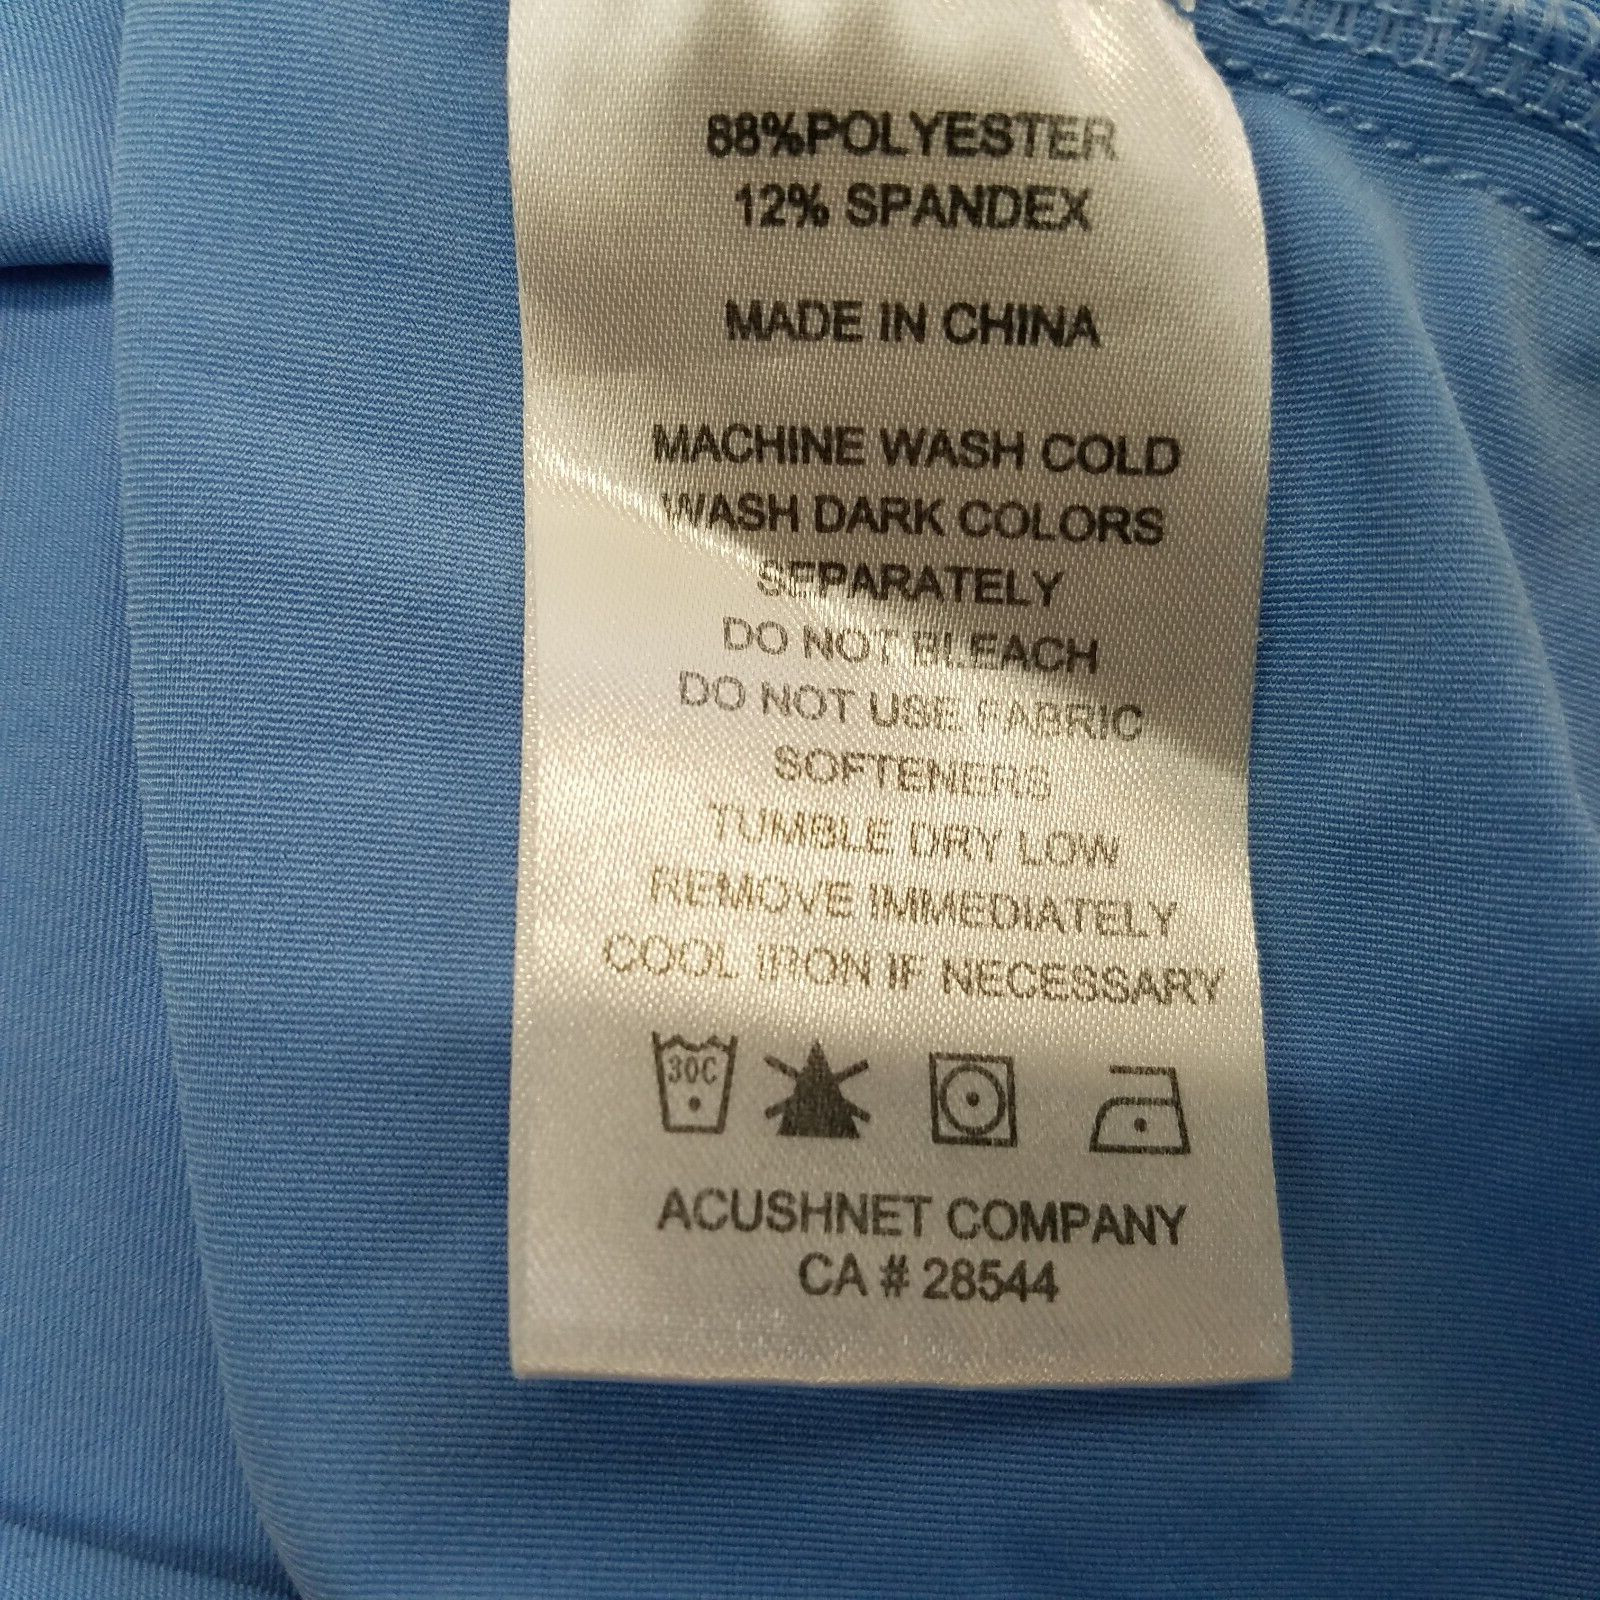 88%POLYESTER
12% SPANDEX
MADE IN CHINA
MACHINE WASH COLD
WASH DARK COLORS
SEPARATELY
DO NOT BLEACH
DO NOT USE FABRIC
SOFTENERS
TUMBLE DRY LOW
REMOVE IMMEDIATELY
COOL IRON IF NECESSARY
30C
ACUSHNET COMPANY
CA # 28544